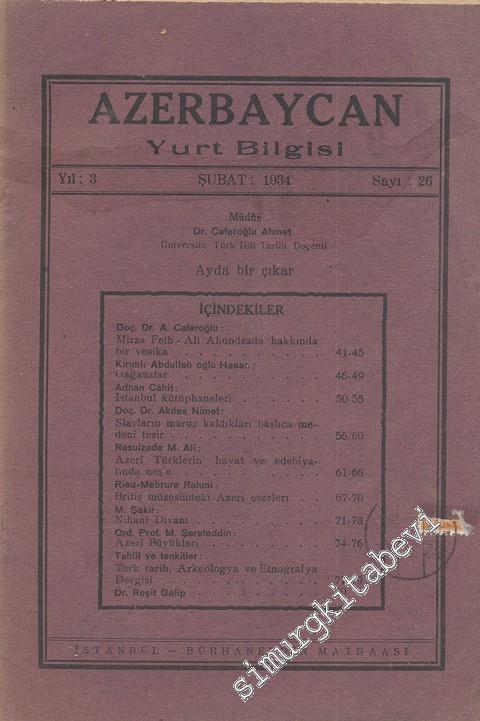 AZERBAYCAN
Yurt Bilgisi
Yıl: 3 ŞUBAT: 1934 Sayı: 26
Müdür
Dr. Caferoğlu Ahmet
Üniversite Türk Dili Tarihi Doçenti
Ayda bir çıkar
İÇİNDEKİLER
Doç. Dr. A. Caferoğlu:
Mirza Feth - Ali Ahundzade hakkında
bir vesika . . . . . . . . . . 41-45
Kırımlı Abdullah oğlu Hasan:
Gağauzlar . . . . . . . . . . 46-49
Adnan Cahit:
İstanbul kütüphaneleri . . . . . . 50-55
Doç. Dr. Akdes Nimet:
Slavların maruz kaldıkları başlıca me-
deni tesir . . . . . . . . . . 56-60
Resulzade M. Ali:
Azerî Türklerin hayat ve edebiya-
tında neş'e . . . . . . . . . . 61-66
Rieu-Mebrure Rahmi:
Britiş müzesindeki Azerî eserleri . . . 67-70
M. Şakir:
Nihani Divanı . . . . . . . . . 71-73
Ord. Prof. M. Şerefeddin:
Azerî Büyükleri . . . . . . . . 74-76
Tahlil ve tenkitler:
Türk tarih, Arkeologya ve Etnografya
Dergisi . . . . . . . . . .
Dr. Reşit Galip . . . . . . . .
İSTANBUL — BÜRHANEDDİN MATBAASI
simurgkitabevi.com